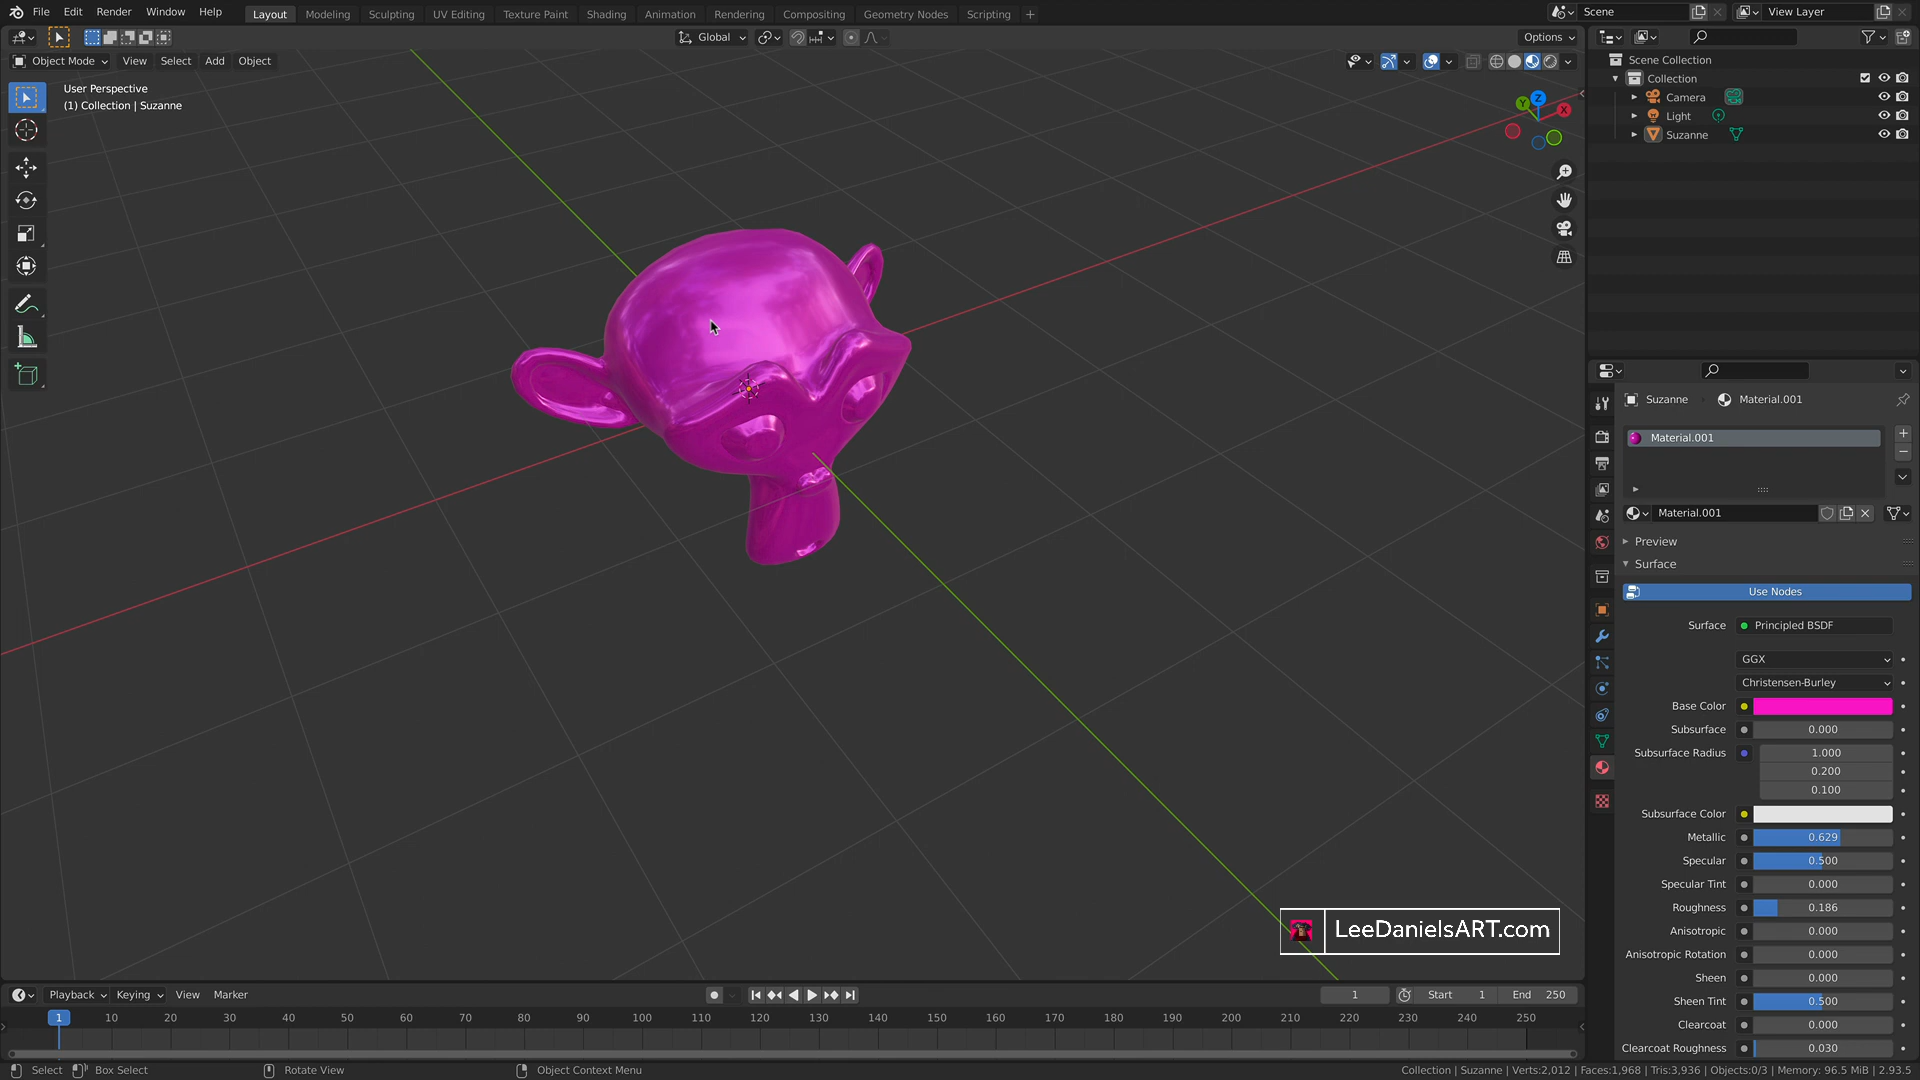 File Edit Render Window Help Layout Modeling Sculpting UV Editing Texture Paint Shading Animation Rendering Compositing Geometry Nodes Scripting + Scene View Layer
Global Options
Object Mode View Select Add Object
User Perspective
(1) Collection | Suzanne
Z
Y
X
Scene Collection
Collection
Camera
Light
Suzanne
Suzanne Material.001
Material.001
Material.001
Preview
Surface
Use Nodes
Surface Principled BSDF
GGX
Christensen-Burley
Base Color
Subsurface 0.000
Subsurface Radius 1.000
0.200
0.100
Subsurface Color
Metallic 0.629
Specular 0.500
Specular Tint 0.000
Roughness 0.186
Anisotropic 0.000
Anisotropic Rotation 0.000
Sheen 0.000
Sheen Tint 0.500
Clearcoat 0.000
Clearcoat Roughness 0.030
LeeDanielsART.com
Playback Keying View Marker 1 Start 1 End 250
1 10 20 30 40 50 60 70 80 90 100 110 120 130 140 150 160 170 180 190 200 210 220 230 240 250
Select Box Select Rotate View Object Context Menu Collection | Suzanne | Verts:2,012 | Faces:1,968 | Tris:3,936 | Objects:0/3 | Memory: 96.5 MiB | 2.93.5